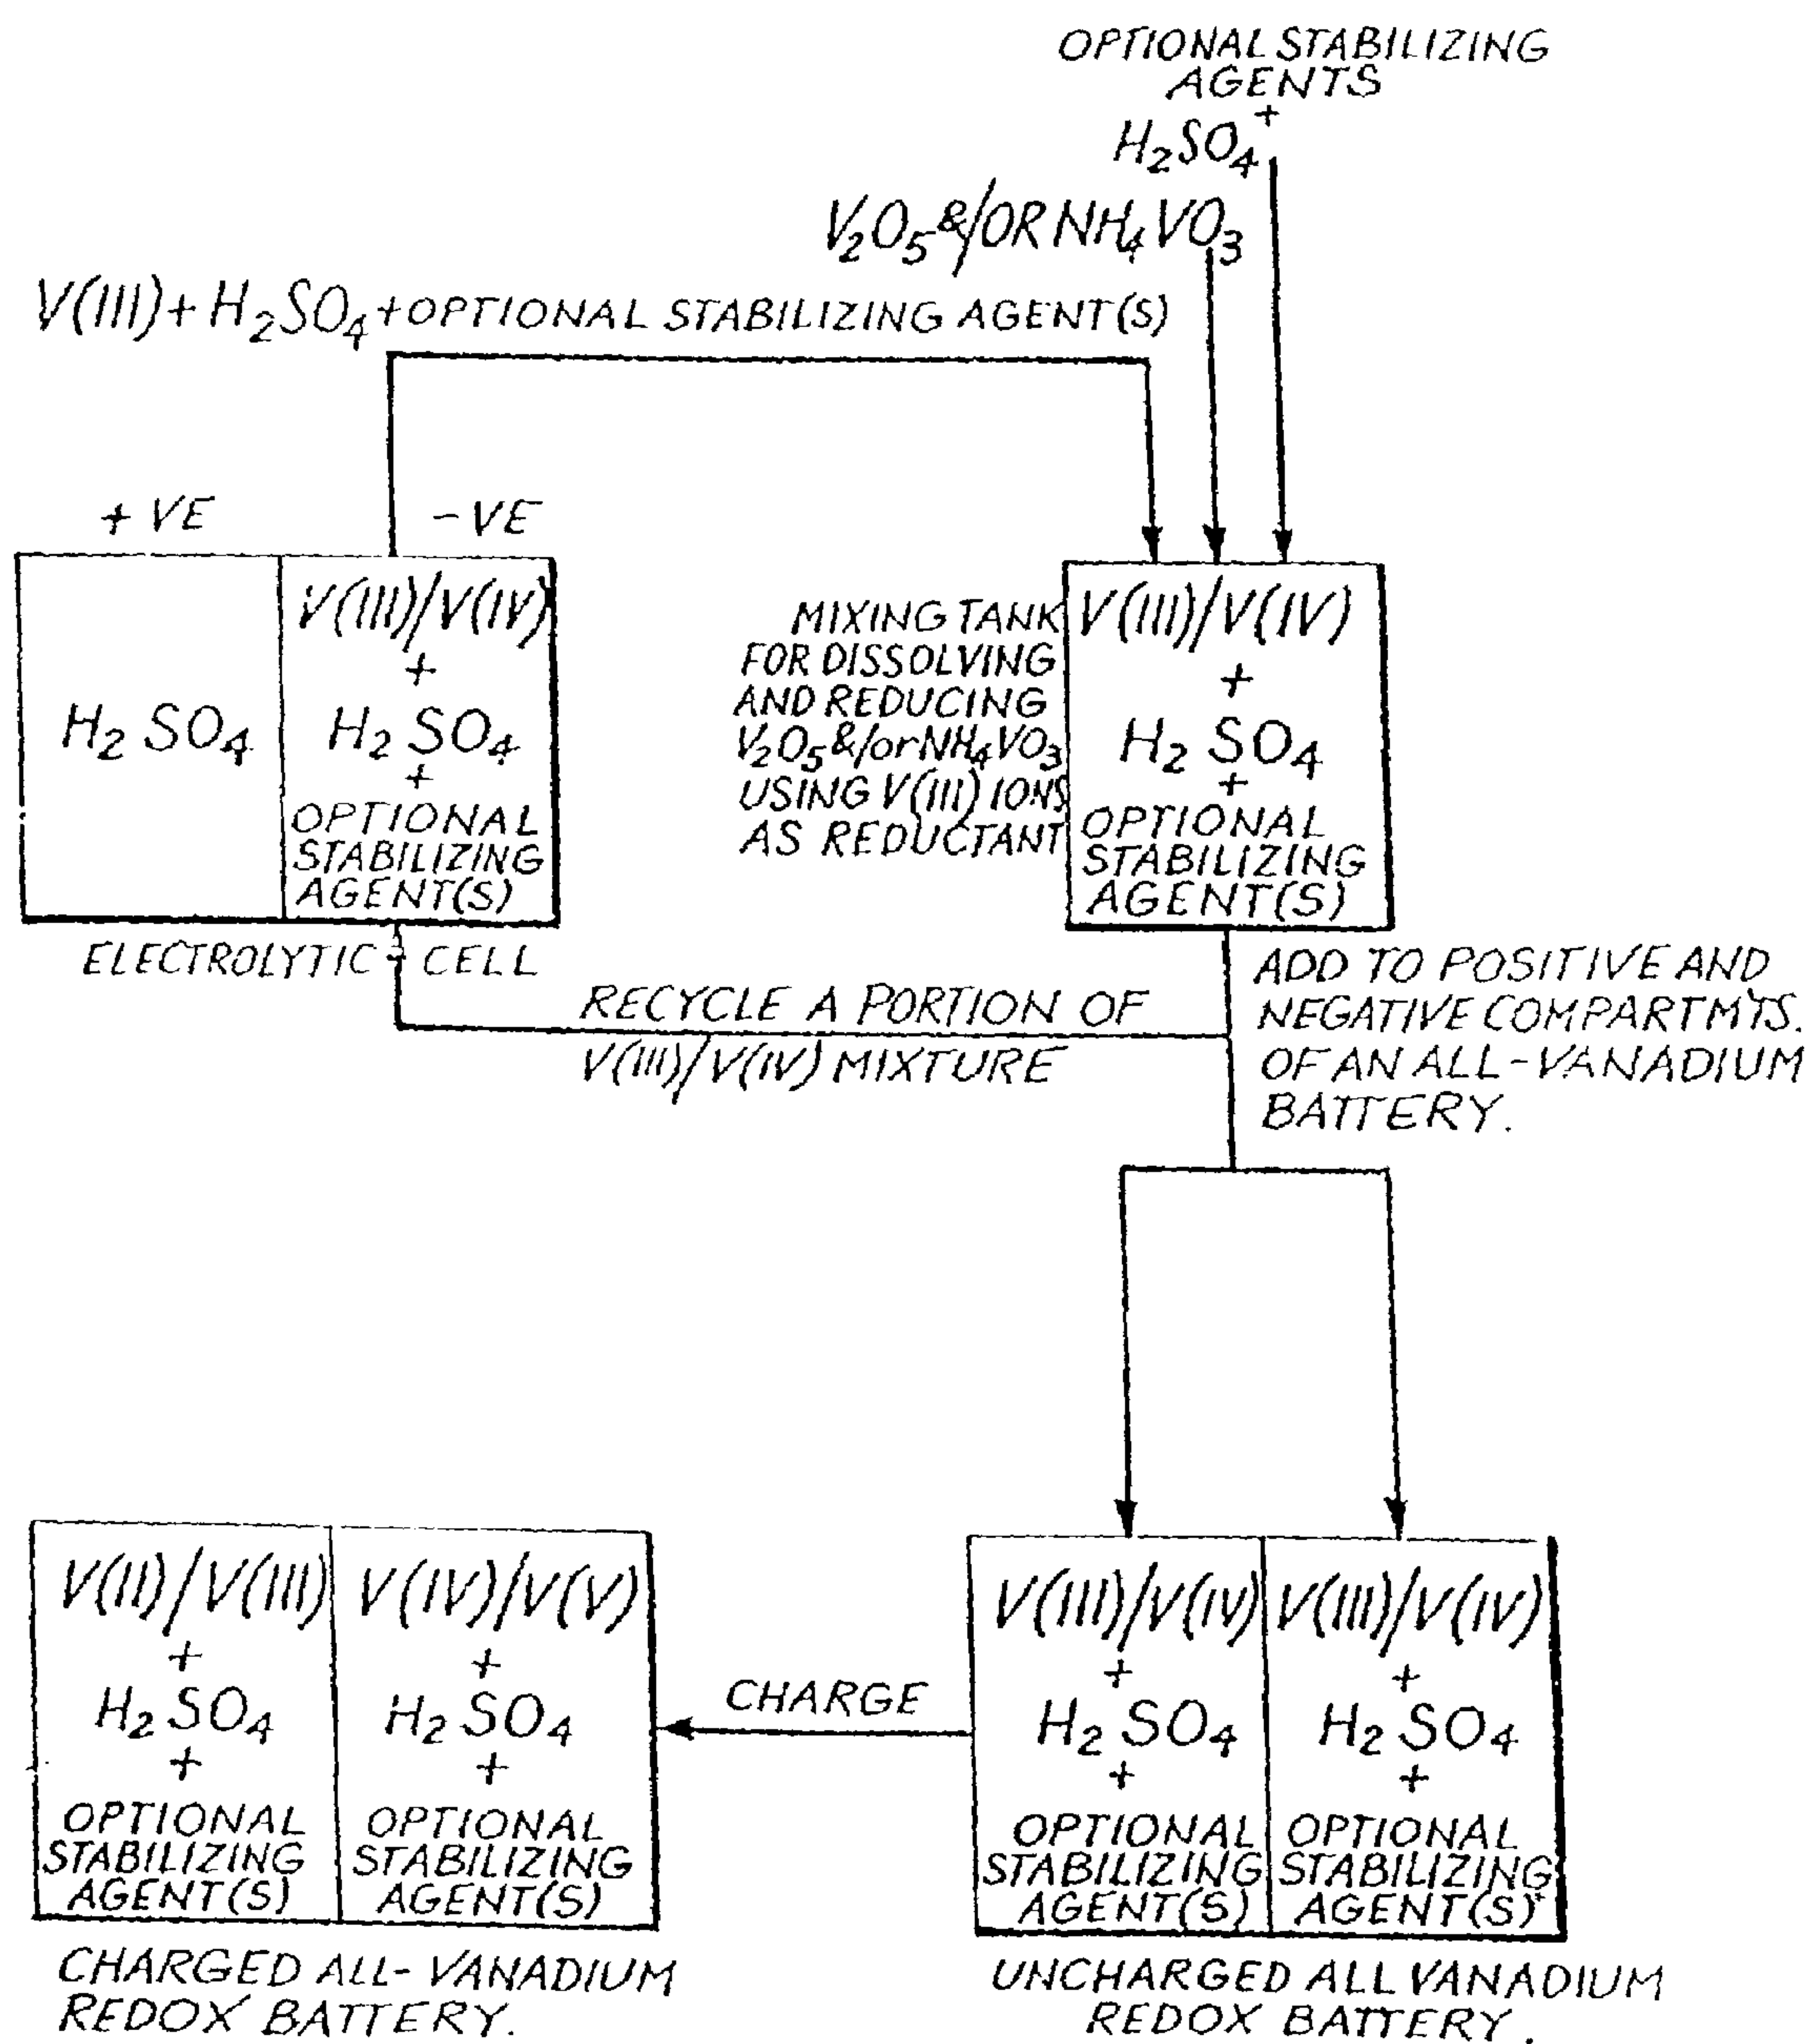 OPTIONAL STABILIZING
AGENTS
+
H₂SO₄
V₂O₅ &/OR NH₄VO₃
V(III) + H₂SO₄ + OPTIONAL STABILIZING AGENT(S)
+ VE
- VE
H₂SO₄
V(III)/V(IV)
+
H₂SO₄
+
OPTIONAL
STABILIZING
AGENT(S)
ELECTROLYTIC CELL
MIXING TANK
FOR DISSOLVING
AND REDUCING
V₂O₅ &/or NH₄VO₃
USING V(III) IONS
AS REDUCTANT
V(III)/V(IV)
+
H₂SO₄
+
OPTIONAL
STABILIZING
AGENT(S)
RECYCLE A PORTION OF
V(III)/V(IV) MIXTURE
ADD TO POSITIVE AND
NEGATIVE COMPARTMTS.
OF AN ALL-VANADIUM
BATTERY.
V(II)/V(III)
+
H₂SO₄
+
OPTIONAL
STABILIZING
AGENT(S)
V(IV)/V(V)
+
H₂SO₄
+
OPTIONAL
STABILIZING
AGENT(S)
CHARGED ALL-VANADIUM
REDOX BATTERY.
CHARGE
V(III)/V(IV)
+
H₂SO₄
+
OPTIONAL
STABILIZING
AGENT(S)
V(III)/V(IV)
+
H₂SO₄
+
OPTIONAL
STABILIZING
AGENT(S)
UNCHARGED ALL VANADIUM
REDOX BATTERY.